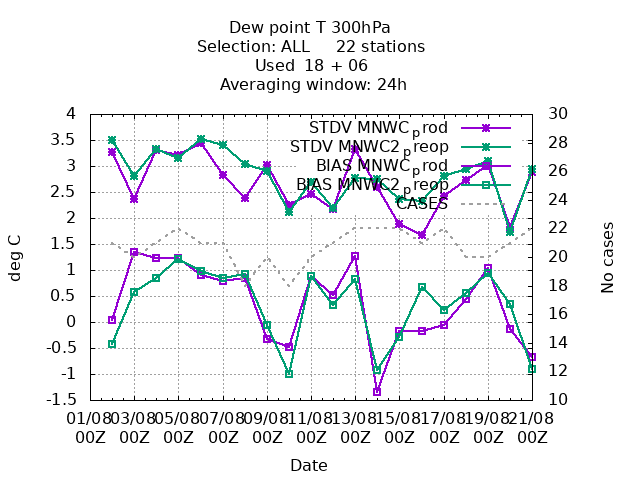 Dew point T 300hPa
Selection: ALL 22 stations
Used 18 + 06
Averaging window: 24h
STDV MNWC_prod
STDV MNWC2_preop
BIAS MNWC_prod
BIAS MNWC2_preop
CASES
deg C
4
3.5
3
2.5
2
1.5
1
0.5
0
-0.5
-1
-1.5
No cases
30
28
26
24
22
20
18
16
14
12
10
01/08 03/08 05/08 07/08 09/08 11/08 13/08 15/08 17/08 19/08 21/08
00Z 00Z 00Z 00Z 00Z 00Z 00Z 00Z 00Z 00Z 00Z
Date